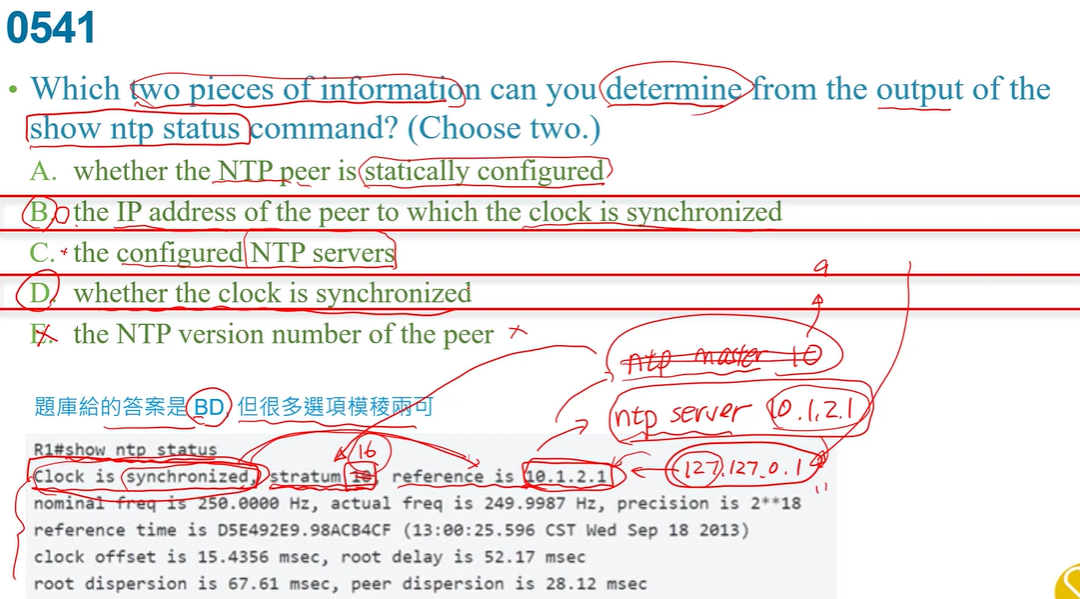 0541
• Which two pieces of information can you determine from the output of the
show ntp status command? (Choose two.)
A. whether the NTP peer is statically configured
B. the IP address of the peer to which the clock is synchronized
C. the configured NTP servers
D. whether the clock is synchronized
E. the NTP version number of the peer
9
ntp master 10
題庫給的答案是 BD, 但很多選項模稜兩可
ntp server 10.1.2.1
R1#show ntp status
16
127.127.0.1
Clock is synchronized, stratum 10, reference is 10.1.2.1
nominal freq is 250.0000 Hz, actual freq is 249.9987 Hz, precision is 2**18
reference time is D5E492E9.98ACB4CF (13:00:25.596 CST Wed Sep 18 2013)
clock offset is 15.4356 msec, root delay is 52.17 msec
root dispersion is 67.61 msec, peer dispersion is 28.12 msec